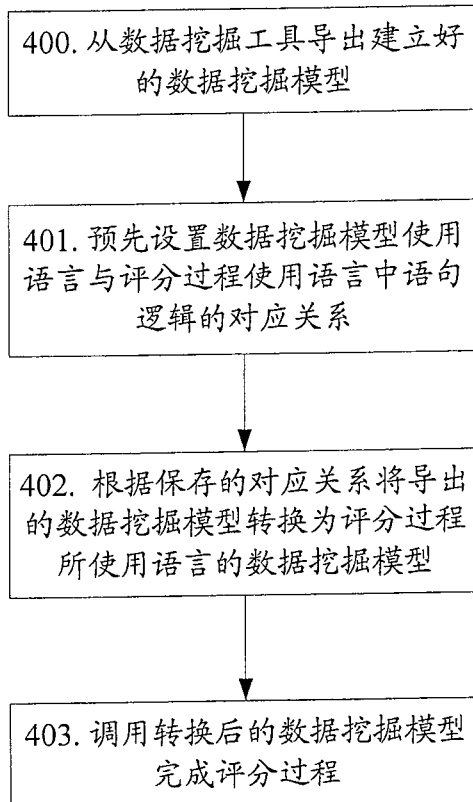 400. 从数据挖掘工具导出建立好
的数据挖掘模型
401. 预先设置数据挖掘模型使用
语言与评分过程使用语言中语句
逻辑的对应关系
402. 根据保存的对应关系将导出
的数据挖掘模型转换为评分过程
所使用语言的数据挖掘模型
403. 调用转换后的数据挖掘模型
完成评分过程